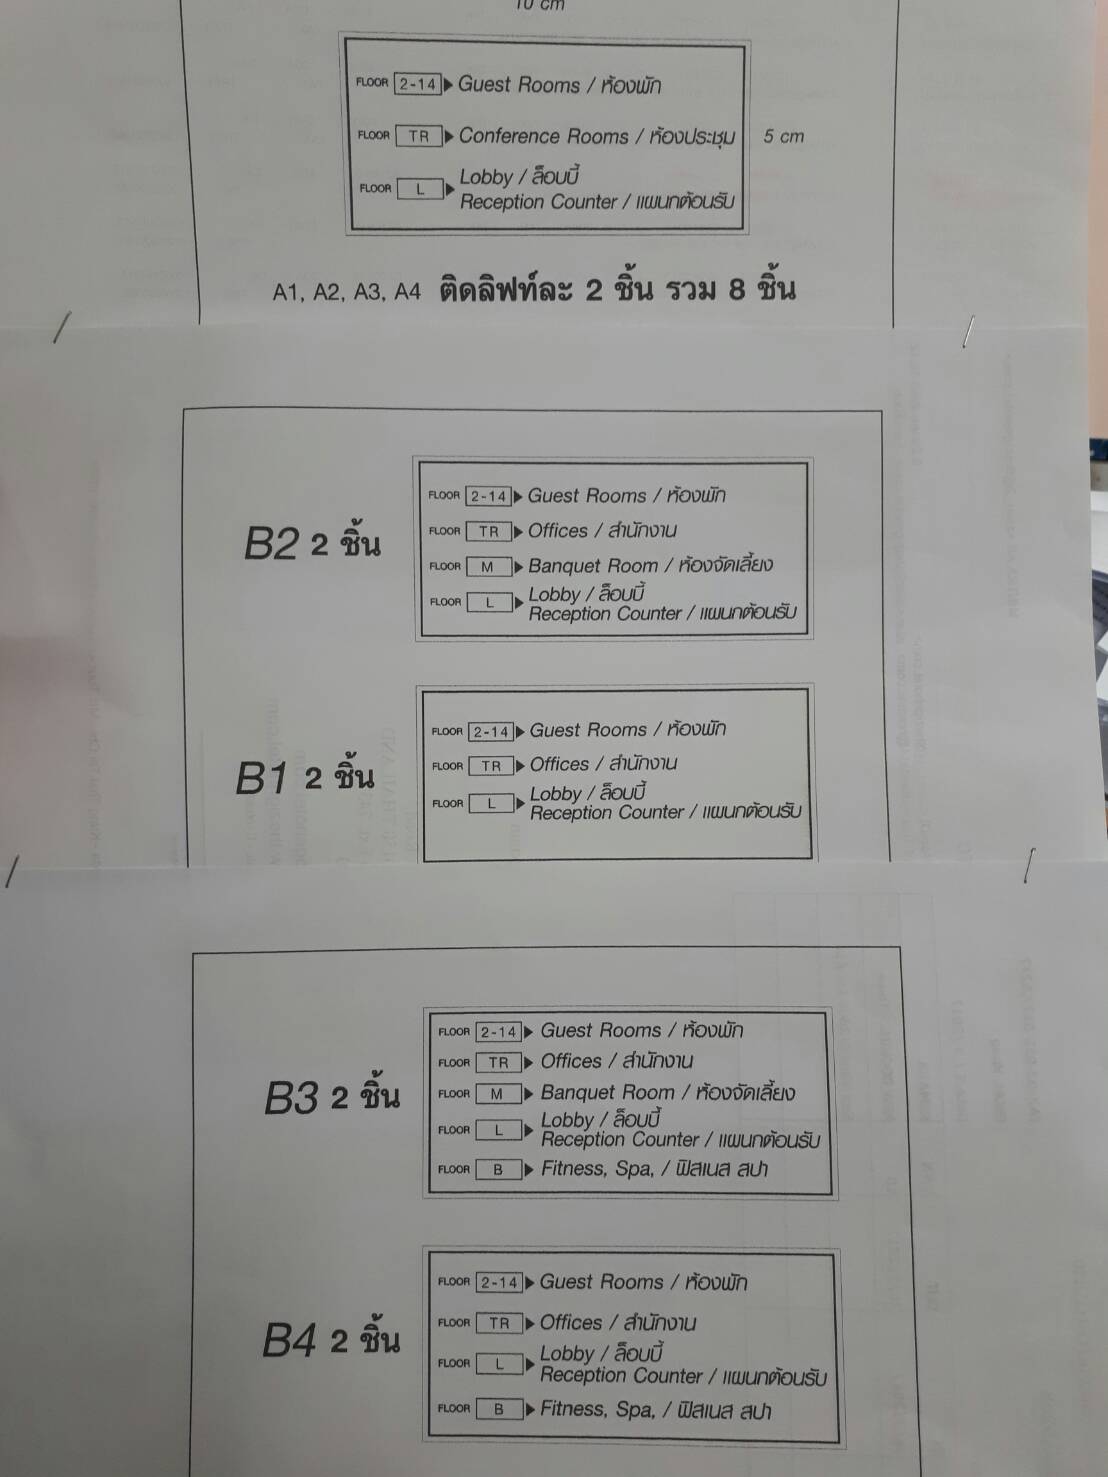 10 cm
FLOOR 2-14 Guest Rooms / ห้องพัก
FLOOR TR Conference Rooms / ห้องประชุม
5 cm
FLOOR L Lobby / ล็อบบี้
Reception Counter / แผนกต้อนรับ
A1, A2, A3, A4 ติดลิฟท์ละ 2 ชิ้น รวม 8 ชิ้น
B2 2 ชิ้น
FLOOR 2-14 Guest Rooms / ห้องพัก
FLOOR TR Offices / สำนักงาน
FLOOR M Banquet Room / ห้องจัดเลี้ยง
FLOOR L Lobby / ล็อบบี้
Reception Counter / แผนกต้อนรับ
B1 2 ชิ้น
FLOOR 2-14 Guest Rooms / ห้องพัก
FLOOR TR Offices / สำนักงาน
FLOOR L Lobby / ล็อบบี้
Reception Counter / แผนกต้อนรับ
B3 2 ชิ้น
FLOOR 2-14 Guest Rooms / ห้องพัก
FLOOR TR Offices / สำนักงาน
FLOOR M Banquet Room / ห้องจัดเลี้ยง
FLOOR L Lobby / ล็อบบี้
Reception Counter / แผนกต้อนรับ
FLOOR B Fitness, Spa, / ฟิสเนส สปา
B4 2 ชิ้น
FLOOR 2-14 Guest Rooms / ห้องพัก
FLOOR TR Offices / สำนักงาน
FLOOR L Lobby / ล็อบบี้
Reception Counter / แผนกต้อนรับ
FLOOR B Fitness, Spa, / ฟิสเนส สปา